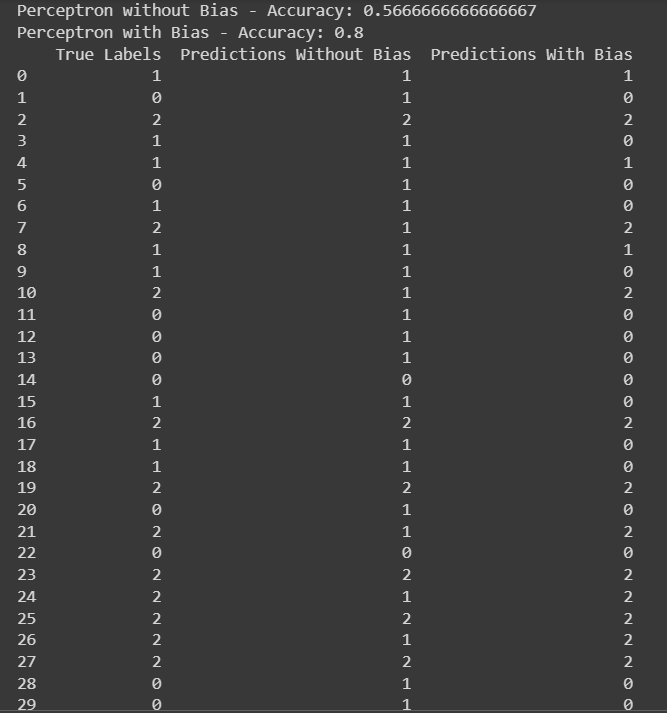 Perceptron without Bias - Accuracy: 0.5666666666666667
Perceptron with Bias - Accuracy: 0.8
True Labels Predictions Without Bias Predictions With Bias
0 1 1 1
1 0 1 0
2 2 2 2
3 1 1 0
4 1 1 1
5 0 1 0
6 1 1 0
7 2 1 2
8 1 1 1
9 1 1 0
10 2 1 2
11 0 1 0
12 0 1 0
13 0 1 0
14 0 0 0
15 1 1 0
16 2 2 2
17 1 1 0
18 1 1 0
19 2 2 2
20 0 1 0
21 2 1 2
22 0 0 0
23 2 2 2
24 2 1 2
25 2 2 2
26 2 1 2
27 2 2 2
28 0 1 0
29 0 1 0